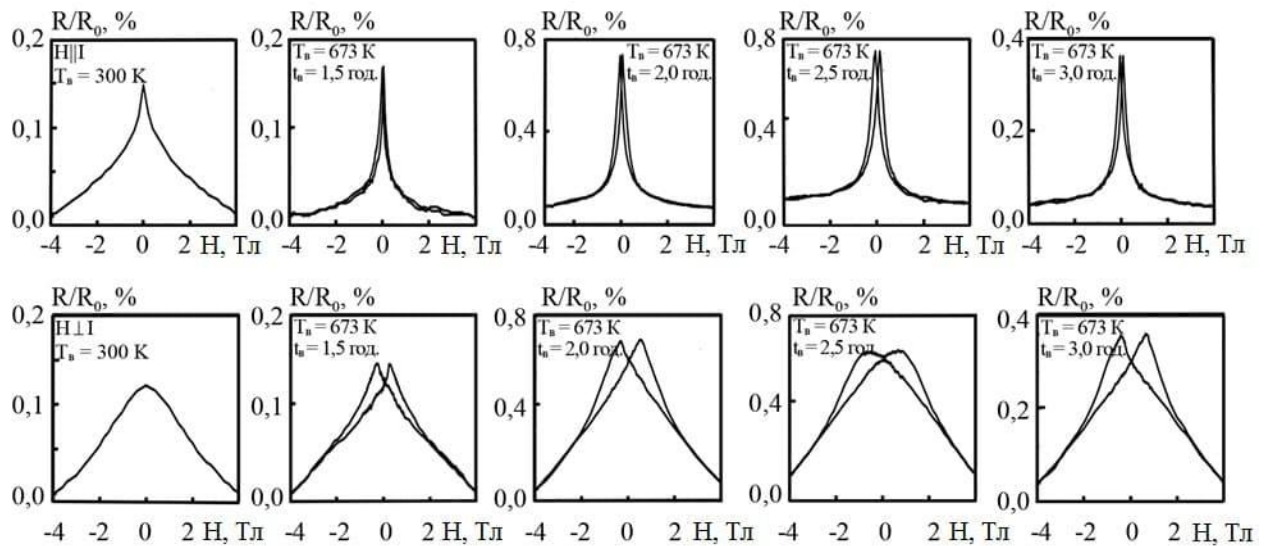 R/R₀, % R/R₀, % R/R₀, % R/R₀, % R/R₀, %
0,2 0,2 0,8 0,8 0,4
H||I Tв = 673 K Tв = 673 K Tв = 673 K Tв = 673 K
Tв = 300 K tв = 1,5 год. tв = 2,0 год. tв = 2,5 год. tв = 3,0 год.
0,1 0,1 0,4 0,4 0,2
0,0 0,0 0,0 0,0 0,0
-4 -2 0 2 H, Тл -4 -2 0 2 H, Тл -4 -2 0 2 H, Тл -4 -2 0 2 H, Тл -4 -2 0 2 H, Тл
R/R₀, % R/R₀, % R/R₀, % R/R₀, % R/R₀, %
0,2 0,2 0,8 0,8 0,4
H⊥I Tв = 673 K Tв = 673 K Tв = 673 K Tв = 673 K
Tв = 300 K tв = 1,5 год. tв = 2,0 год. tв = 2,5 год. tв = 3,0 год.
0,1 0,1 0,4 0,4 0,2
0,0 0,0 0,0 0,0 0,0
-4 -2 0 2 H, Тл -4 -2 0 2 H, Тл -4 -2 0 2 H, Тл -4 -2 0 2 H, Тл -4 -2 0 2 H, Тл